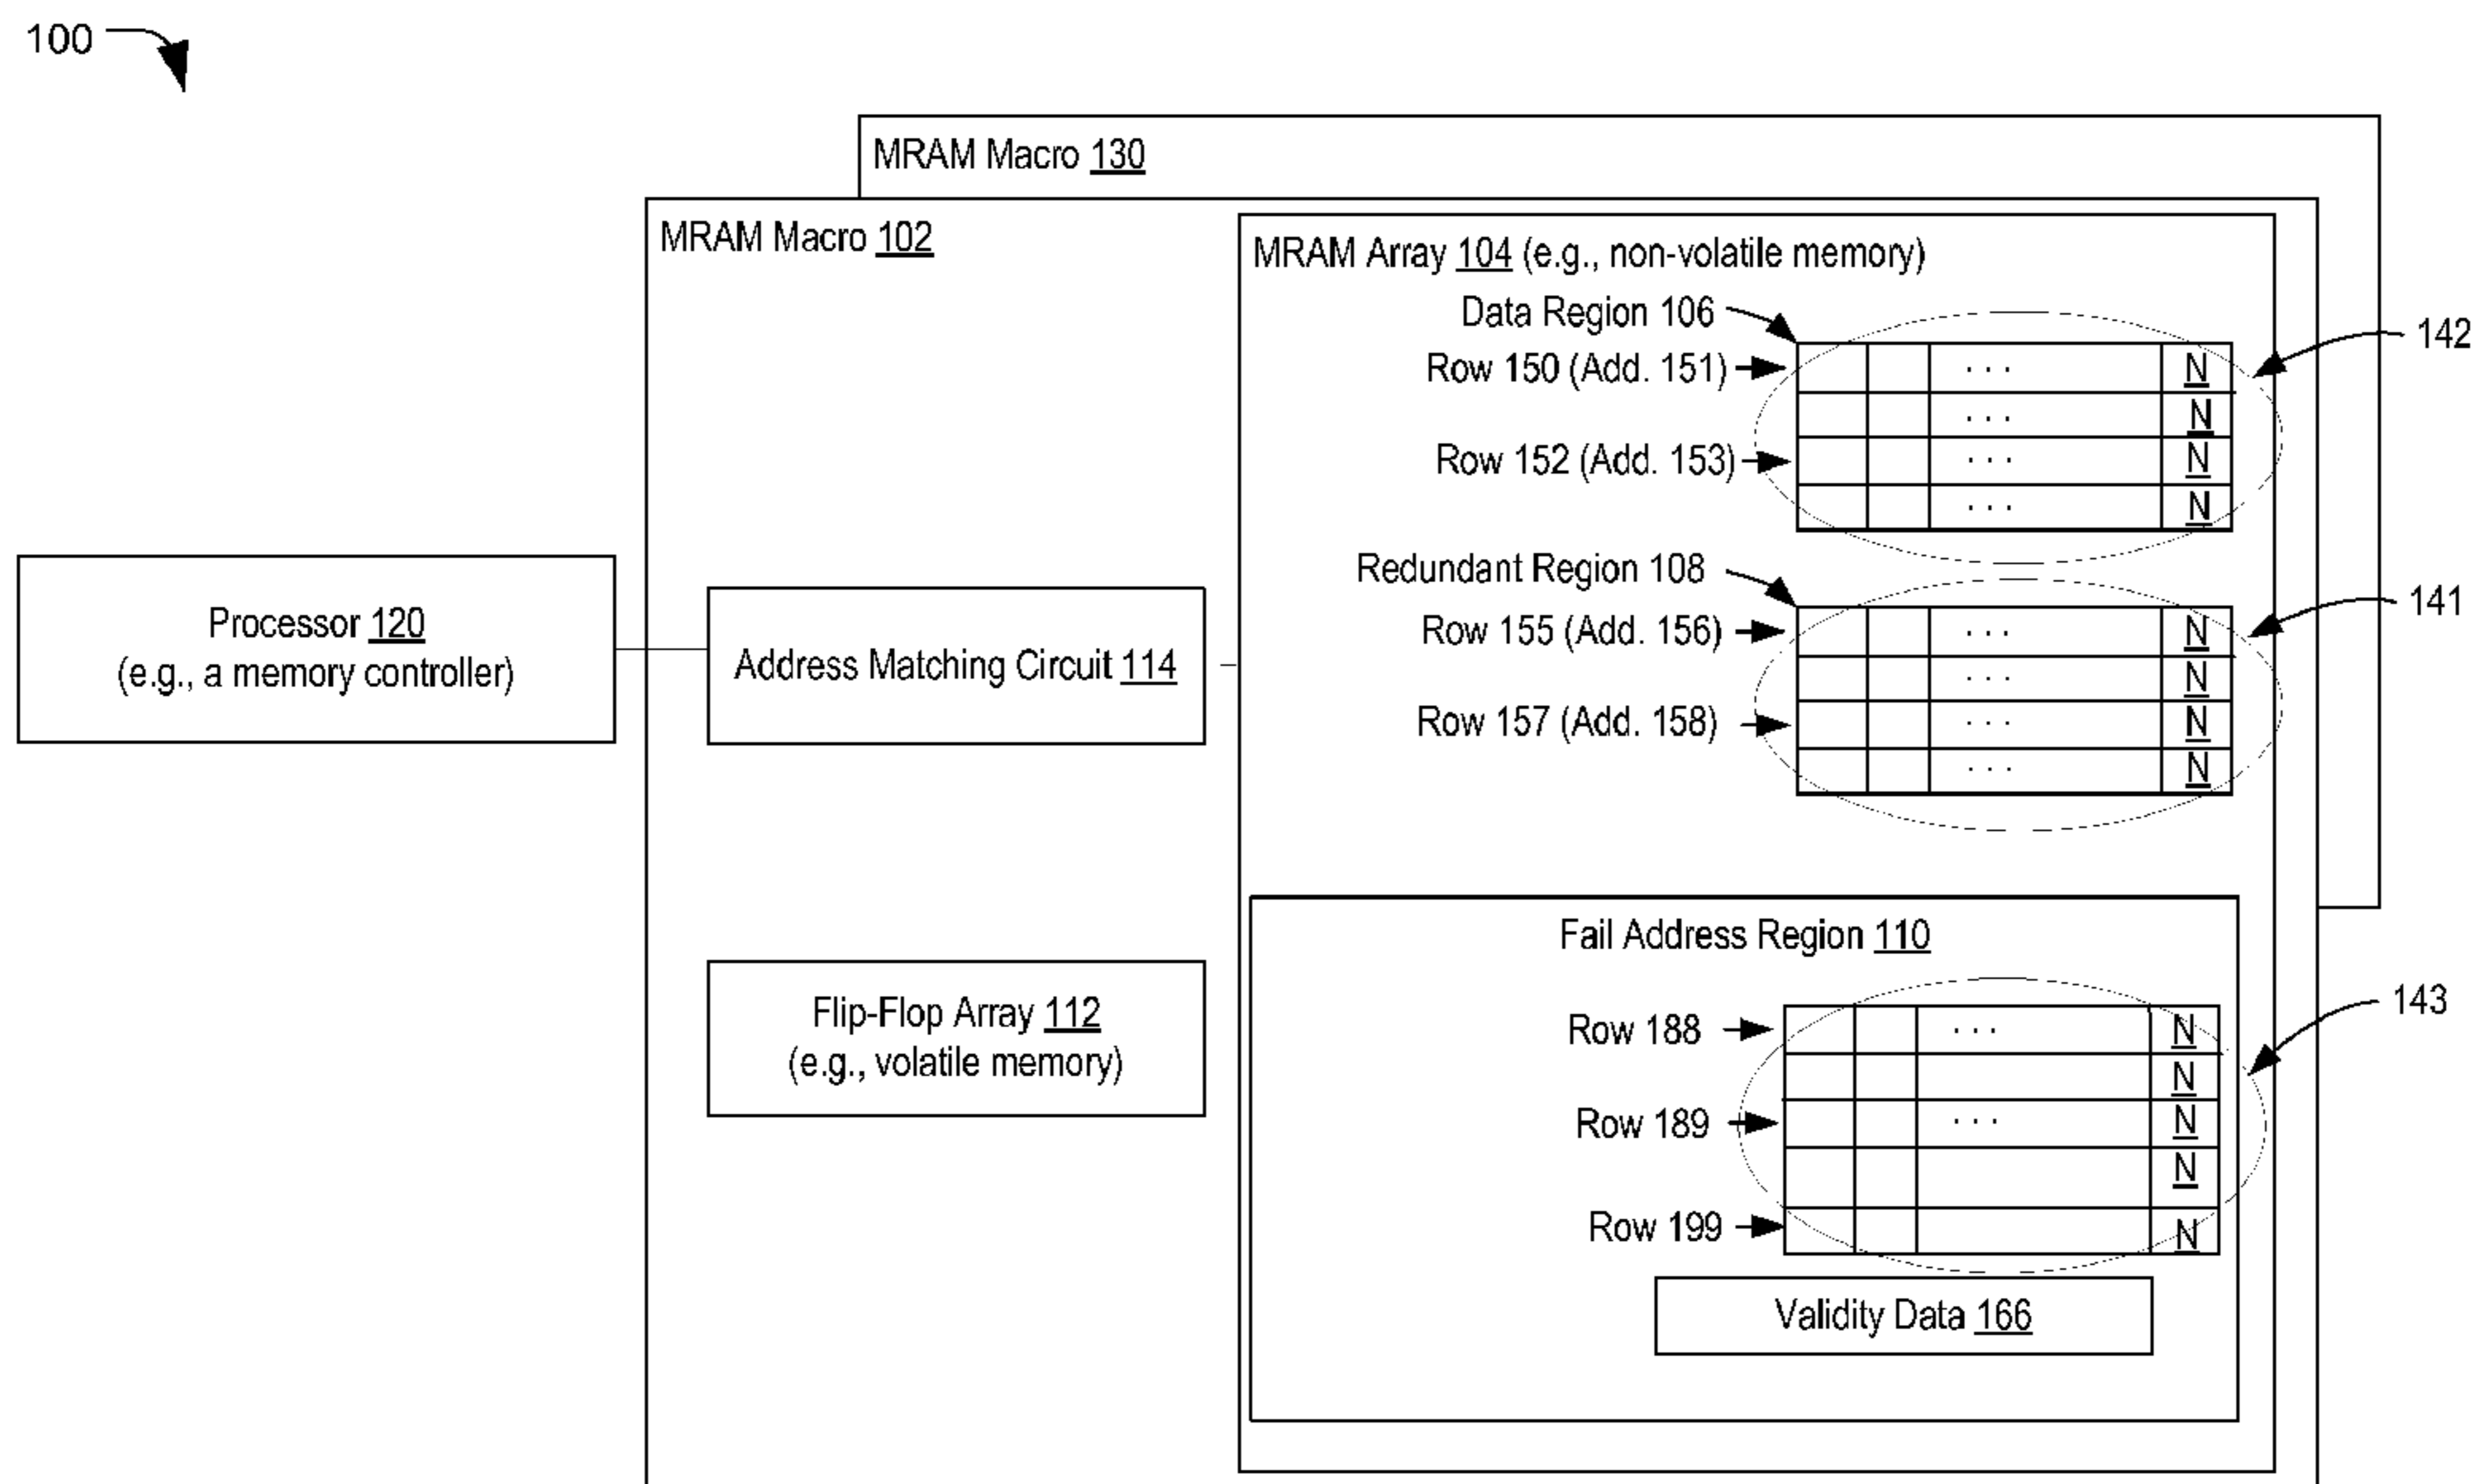 100
MRAM Macro 130
MRAM Macro 102
MRAM Array 104 (e.g., non-volatile memory)
Data Region 106
142
Row 150 (Add. 151)
. . . N
. . . N
Row 152 (Add. 153)
. . . N
. . . N
Redundant Region 108
141
Row 155 (Add. 156)
. . . N
. . . N
Row 157 (Add. 158)
. . . N
. . . N
Processor 120
(e.g., a memory controller)
Address Matching Circuit 114
Fail Address Region 110
143
Row 188
. . . N
N
Row 189
. . . N
N
Row 199
N
Flip-Flop Array 112
(e.g., volatile memory)
Validity Data 166